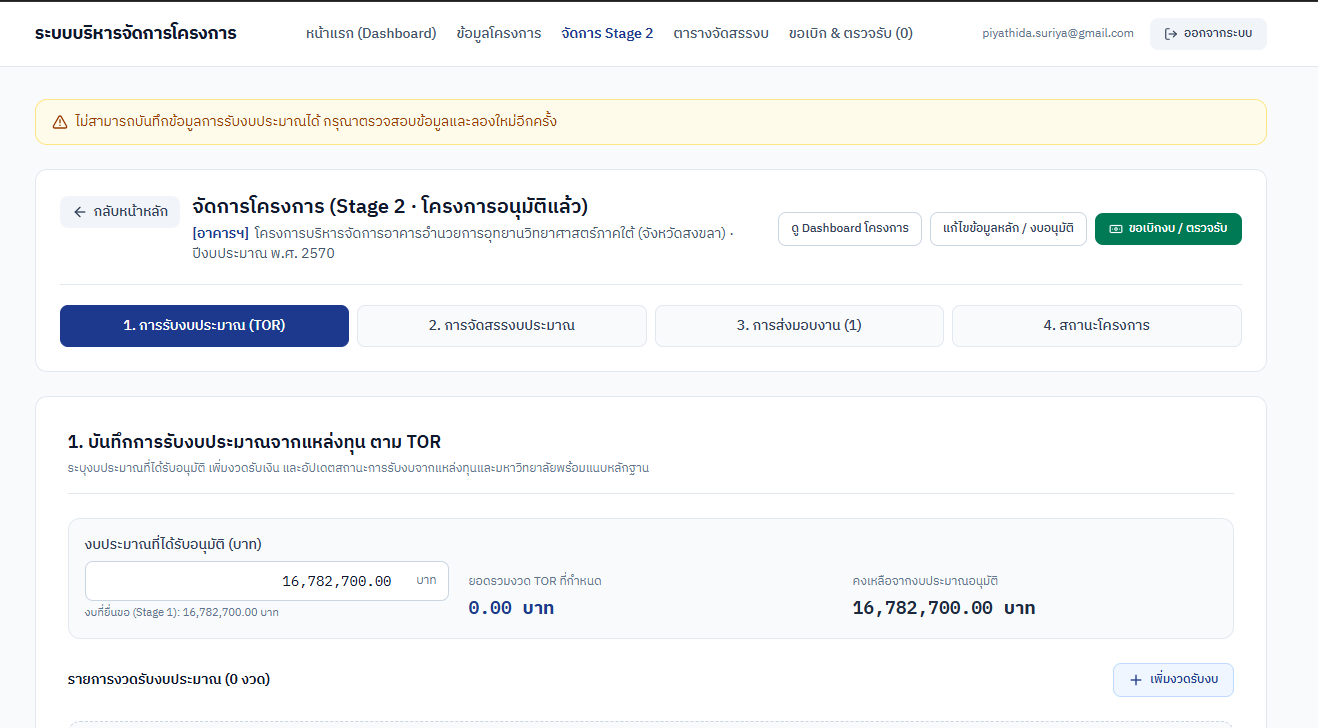 ระบบบริหารจัดการโครงการ
หน้าแรก (Dashboard)
ข้อมูลโครงการ
จัดการ Stage 2
ตารางจัดสรรงบ
ขอเบิก & ตรวจรับ (0)
piyathida.suriya@gmail.com
ออกจากระบบ
ไม่สามารถบันทึกข้อมูลการรับงบประมาณได้ กรุณาตรวจสอบข้อมูลและลองใหม่อีกครั้ง
กลับหน้าหลัก
จัดการโครงการ (Stage 2 · โครงการอนุมัติแล้ว)
[อาคารฯ] โครงการบริหารจัดการอาคารอำนวยการอุทยานวิทยาศาสตร์ภาคใต้ (จังหวัดสงขลา) ·
ปีงบประมาณ พ.ศ. 2570
ดู Dashboard โครงการ
แก้ไขข้อมูลหลัก / งบอนุมัติ
ขอเบิกงบ / ตรวจรับ
1. การรับงบประมาณ (TOR)
2. การจัดสรรงบประมาณ
3. การส่งมอบงาน (1)
4. สถานะโครงการ
1. บันทึกการรับงบประมาณจากแหล่งทุน ตาม TOR
ระบุงบประมาณที่ได้รับอนุมัติ เพิ่มงวดรับเงิน และอัปเดตสถานะการรับงบจากแหล่งทุนและมหาวิทยาลัยพร้อมแนบหลักฐาน
งบประมาณที่ได้รับอนุมัติ (บาท)
16,782,700.00 บาท
งบที่ยื่นขอ (Stage 1): 16,782,700.00 บาท
ยอดรวมงวด TOR ที่กำหนด
0.00 บาท
คงเหลือจากงบประมาณอนุมัติ
16,782,700.00 บาท
รายการงวดรับงบประมาณ (0 งวด)
เพิ่มงวดรับงบ